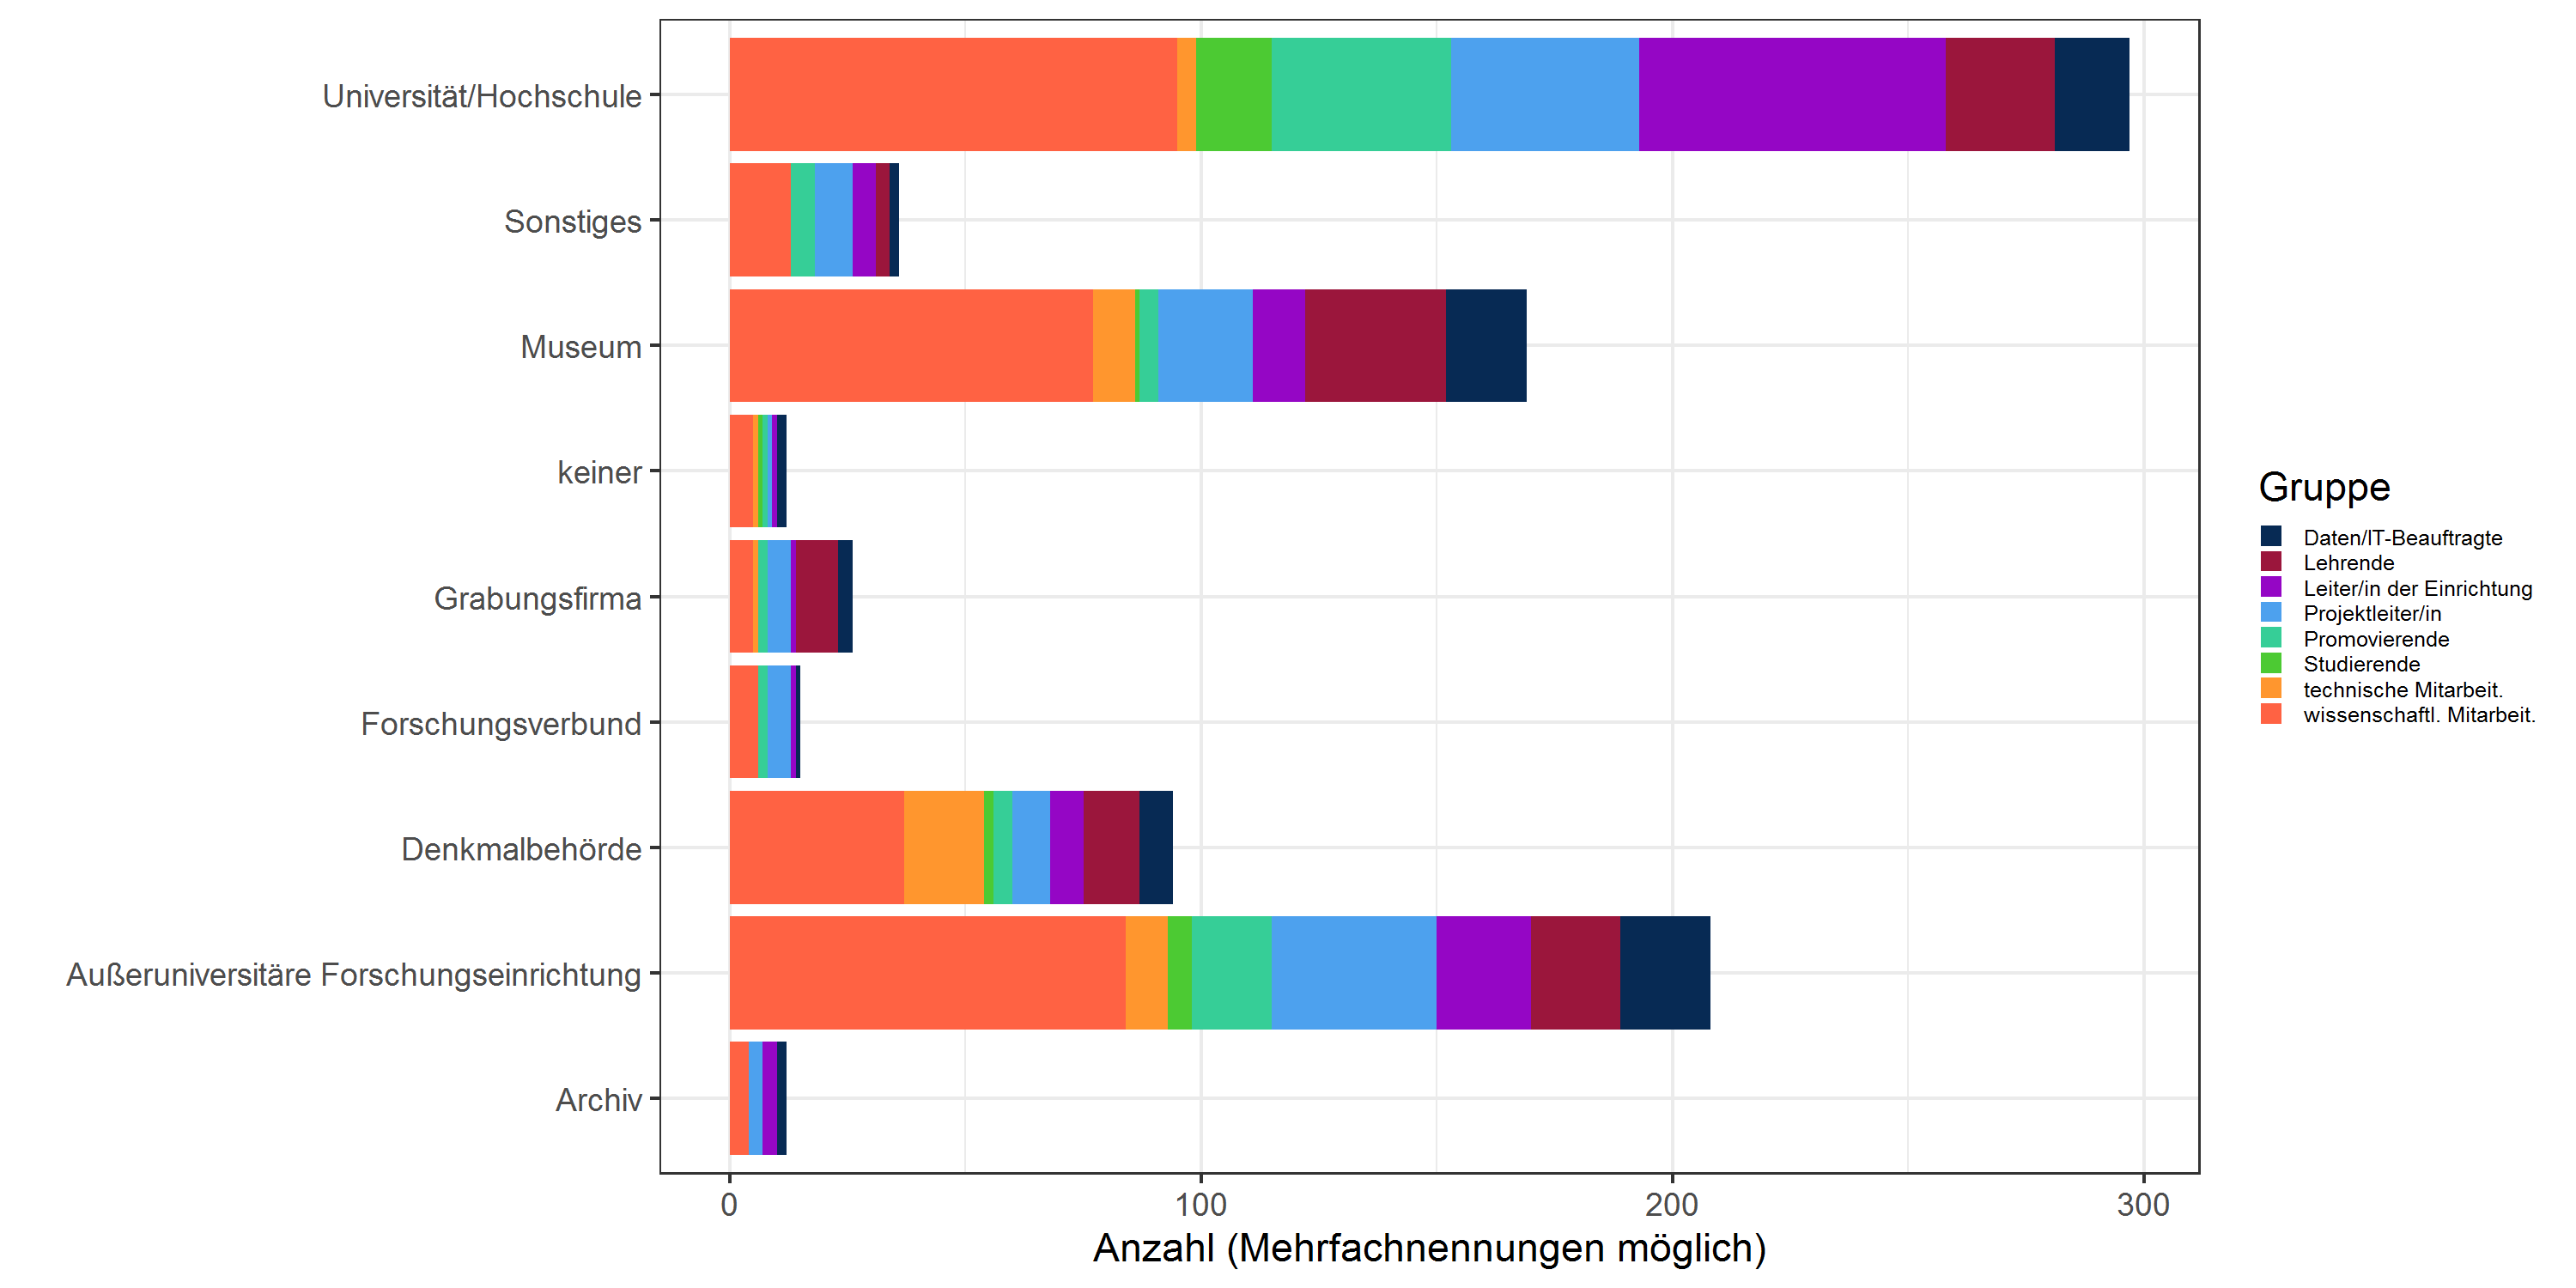 Universität/Hochschule
Sonstiges
Museum
keiner
Grabungsfirma
Forschungsverbund
Denkmalbehörde
Außeruniversitäre Forschungseinrichtung
Archiv
0 100 200 300
Anzahl (Mehrfachnennungen möglich)
Gruppe
Daten/IT-Beauftragte
Lehrende
Leiter/in der Einrichtung
Projektleiter/in
Promovierende
Studierende
technische Mitarbeit.
wissenschaftl. Mitarbeit.